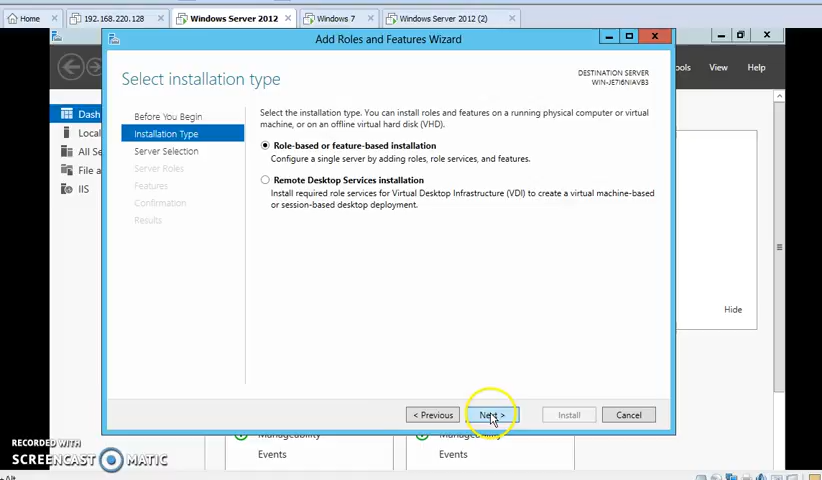 Home
192.168.220.128
Windows Server 2012
Windows 7
Windows Server 2012 (2)
Add Roles and Features Wizard
View
Help
Select installation type
DESTINATION SERVER
WIN-JE7I6NIAVB3
Before You Begin
Installation Type
Server Selection
Server Roles
Features
Confirmation
Results
Select the installation type. You can install roles and features on a running physical computer or virtual
machine, or on an offline virtual hard disk (VHD).
Role-based or feature-based installation
Configure a single server by adding roles, role services, and features.
Remote Desktop Services installation
Install required role services for Virtual Desktop Infrastructure (VDI) to create a virtual machine-based
or session-based desktop deployment.
Dash
Local
All Se
File a
IIS
Hide
< Previous
Next >
Install
Cancel
Manageability
Events
Manageability
Events
RECORDED WITH
SCREENCAST MATIC
+Alt.